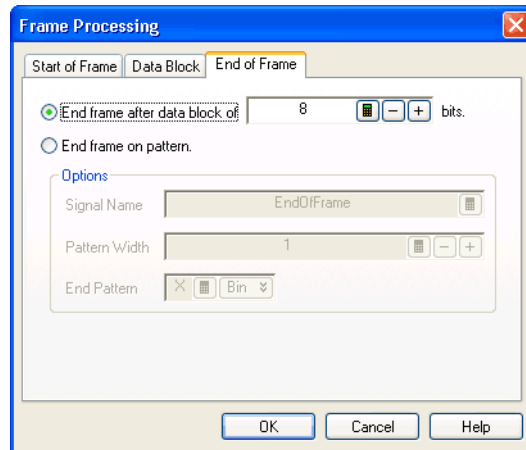 Frame Processing
Start of Frame Data Block End of Frame
End frame after data block of 8 bits.
End frame on pattern.
Options
Signal Name EndOfFrame
Pattern Width 1
End Pattern X Bin
OK Cancel Help